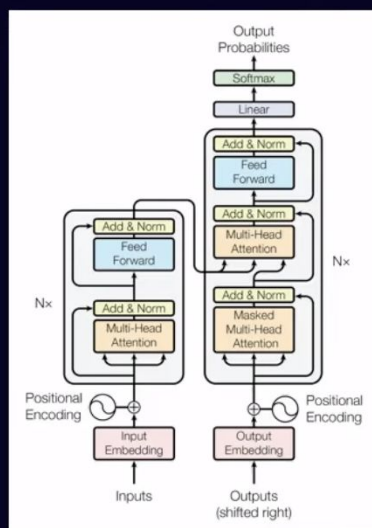 Output
Probabilities
Softmax
Linear
Add & Norm
Feed
Forward
Add & Norm
Multi-Head
Attention
Add & Norm
Masked
Multi-Head
Attention
Nx
Add & Norm
Feed
Forward
Add & Norm
Multi-Head
Attention
Nx
Positional
Encoding
Positional
Encoding
Input
Embedding
Output
Embedding
Inputs
Outputs
(shifted right)